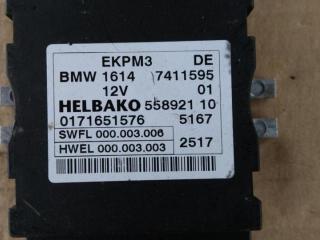 EKPM3 DE
BMW 1614 7411595
12V 01
HELBAKO 558921 10
0171651576 5167
SWFL 000.003.006
HWEL 000.003.003 2517